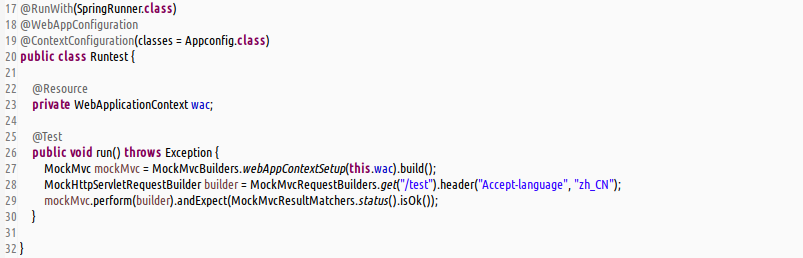 17 @RunWith(SpringRunner.class)
18 @WebAppConfiguration
19 @ContextConfiguration(classes = Appconfig.class)
20 public class Runtest {
21
22     @Resource
23     private WebApplicationContext wac;
24
25     @Test
26     public void run() throws Exception {
27         MockMvc mockMvc = MockMvcBuilders.webAppContextSetup(this.wac).build();
28         MockHttpServletRequestBuilder builder = MockMvcRequestBuilders.get("/test").header("Accept-language", "zh_CN");
29         mockMvc.perform(builder).andExpect(MockMvcResultMatchers.status().isOk());
30     }
31
32 }